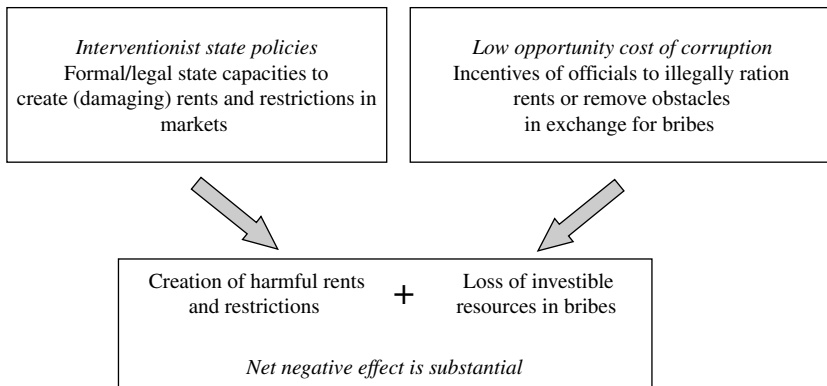 Interventionist state policies
Formal/legal state capacities to
create (damaging) rents and restrictions in
markets
Low opportunity cost of corruption
Incentives of officials to illegally ration
rents or remove obstacles
in exchange for bribes
Creation of harmful rents
and restrictions
+
Loss of investible
resources in bribes
Net negative effect is substantial